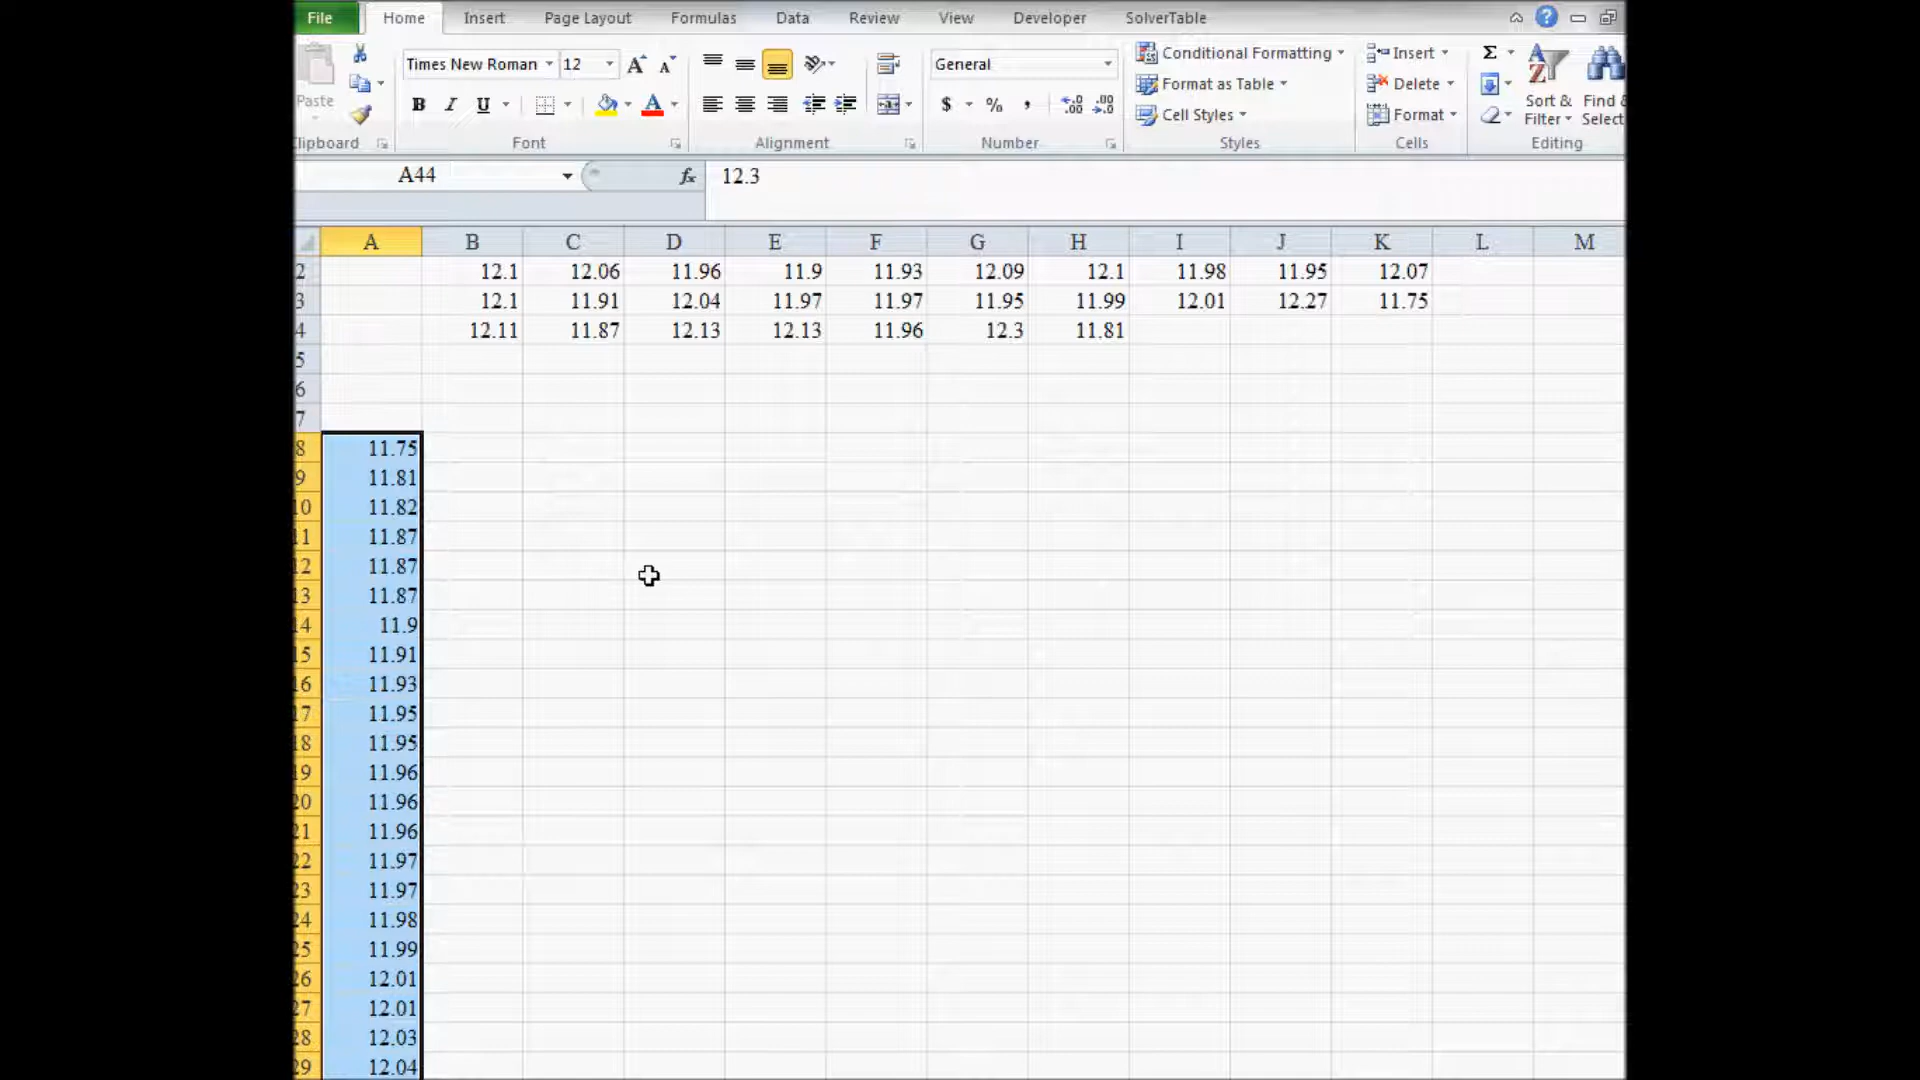 File Home Insert Page Layout Formulas Data Review View Developer SolverTable
Paste Times New Roman 12 A A General Conditional Formatting Insert Σ
Format as Table Delete
B I U A $ % , .00 Cell Styles Format Sort & Filter Find & Select
lipboard Font Alignment Number Styles Cells Editing
A44 fx 12.3
A B C D E F G H I J K L M
2 12.1 12.06 11.96 11.9 11.93 12.09 12.1 11.98 11.95 12.07
3 12.1 11.91 12.04 11.97 11.97 11.95 11.99 12.01 12.27 11.75
4 12.11 11.87 12.13 12.13 11.96 12.3 11.81
5
6
7
8 11.75
9 11.81
10 11.82
11 11.87
12 11.87
13 11.87
14 11.9
15 11.91
16 11.93
17 11.95
18 11.95
19 11.96
20 11.96
21 11.96
22 11.97
23 11.97
24 11.98
25 11.99
26 12.01
27 12.01
28 12.03
29 12.04